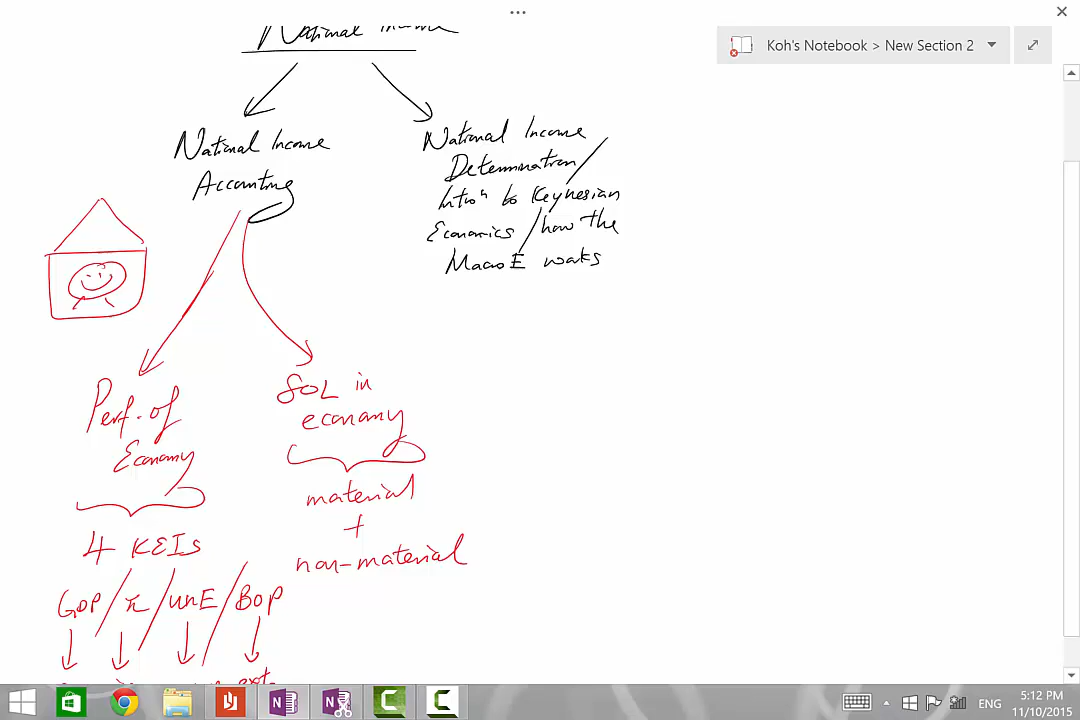 Koh's Notebook > New Section 2
National Income
National Income
Accounting
National Income
Determination/
Intro^n to Keynesian
Economics/how the
MacroE works
Perf. of
Economy
4 KEIs
GDP/π/UnE/BOP
SOL in
economy
material
+
non-material
ext
ENG
5:12 PM
11/10/2015